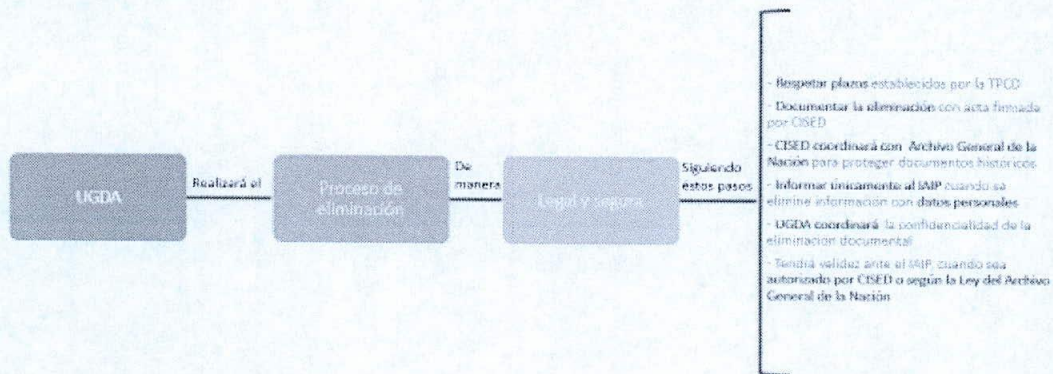 UGDA
Realizará el
Proceso de
eliminación
De
manera
Legal y segura
Siguiendo
éstos pasos
- Respetar plazos establecidos por la TPCD
- Documentar la eliminación con acta firmada
por CISED
- CISED coordinará con Archivo General de la
Nación para proteger documentos históricos
- Informar únicamente al IAIP cuando se
elimine información con datos personales
- UGDA coordinará la confidencialidad de la
eliminación documental
- Tendrá validez ante el IAIP, cuando sea
autorizado por CISED o según la Ley del Archivo
General de la Nación